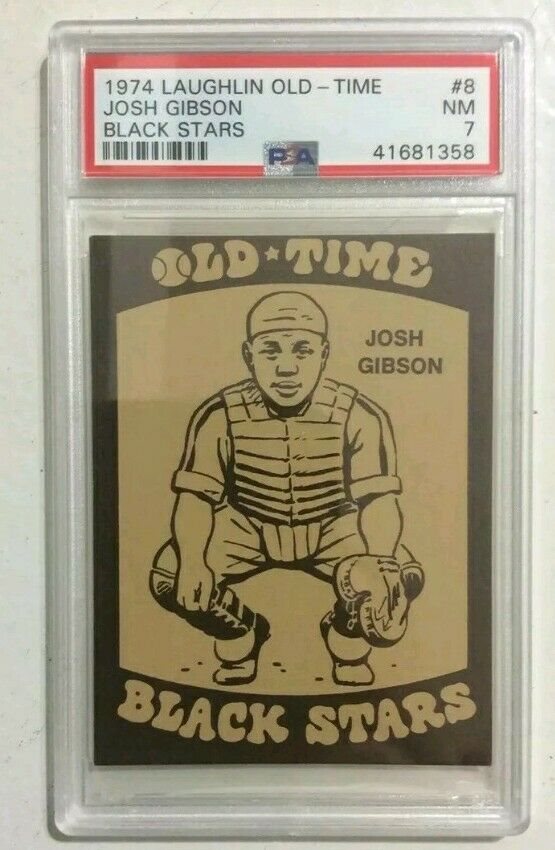 1974 LAUGHLIN OLD - TIME #8
JOSH GIBSON NM
BLACK STARS 7
PSA 41681358
OLD ★ TIME
JOSH
GIBSON
BLACK STARS